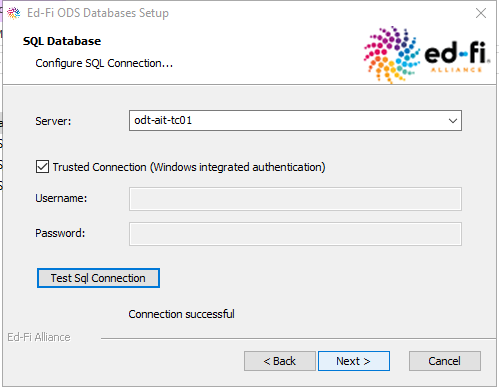 Ed-Fi ODS Databases Setup
SQL Database
Configure SQL Connection...
ed-fi
ALLIANCE
Server:
odt-ait-tc01
Trusted Connection (Windows integrated authentication)
Username:
Password:
Test Sql Connection
Connection successful
Ed-Fi Alliance
< Back
Next >
Cancel